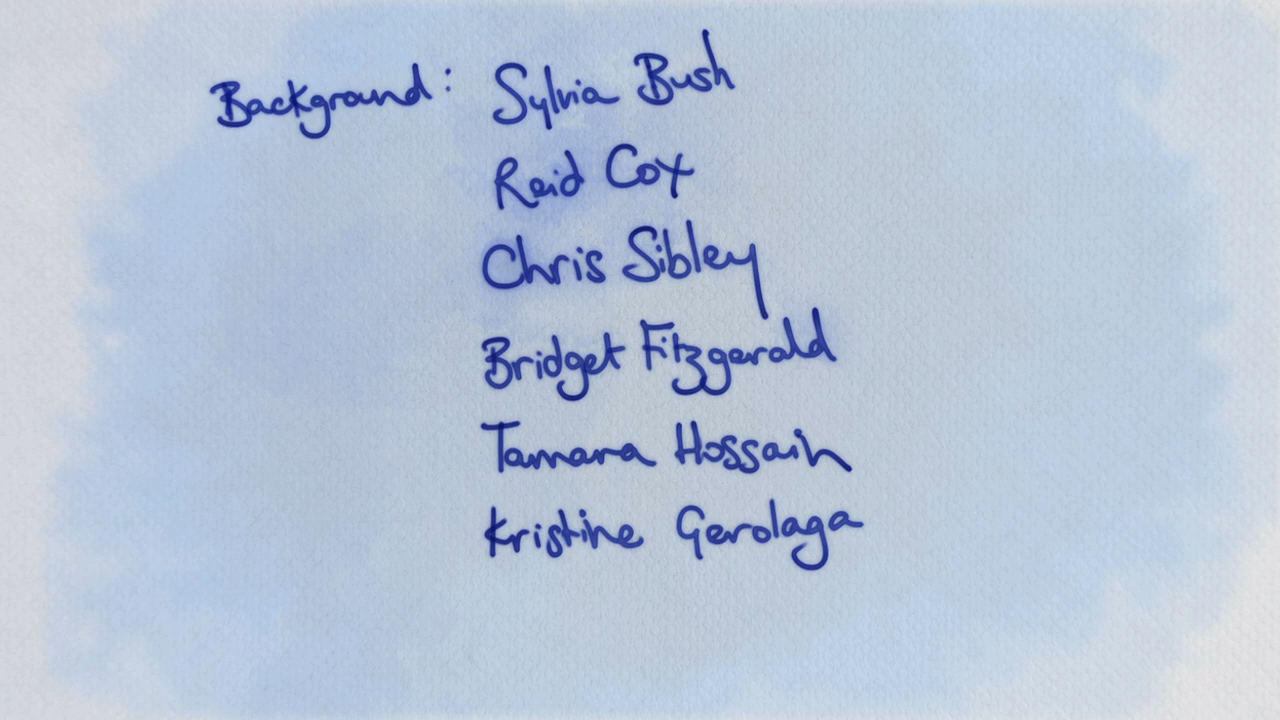 Background: Sylvia Bush
Reid Cox
Chris Sibley
Bridget Fitzgerald
Tamara Hossain
Kristine Gerolaga